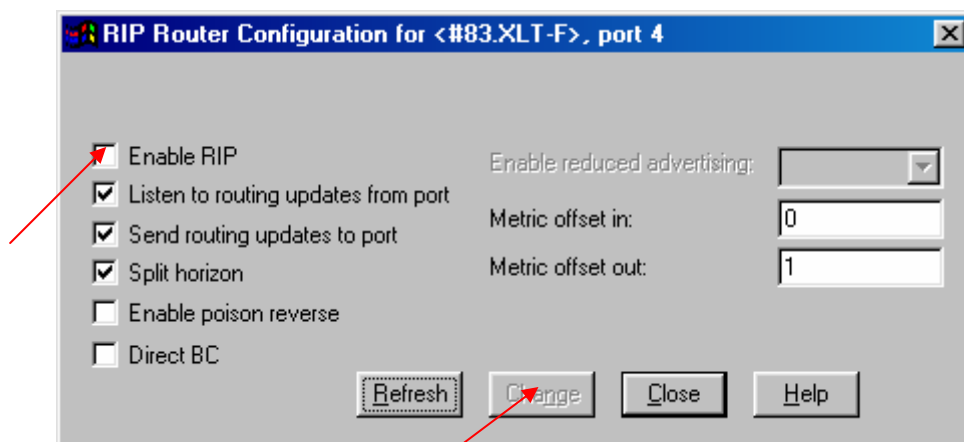 RIP Router Configuration for <#83.XLT-F>, port 4
Enable RIP
Listen to routing updates from port
Send routing updates to port
Split horizon
Enable poison reverse
Direct BC
Enable reduced advertising:
Metric offset in:
0
Metric offset out:
1
Refresh
Change
Close
Help